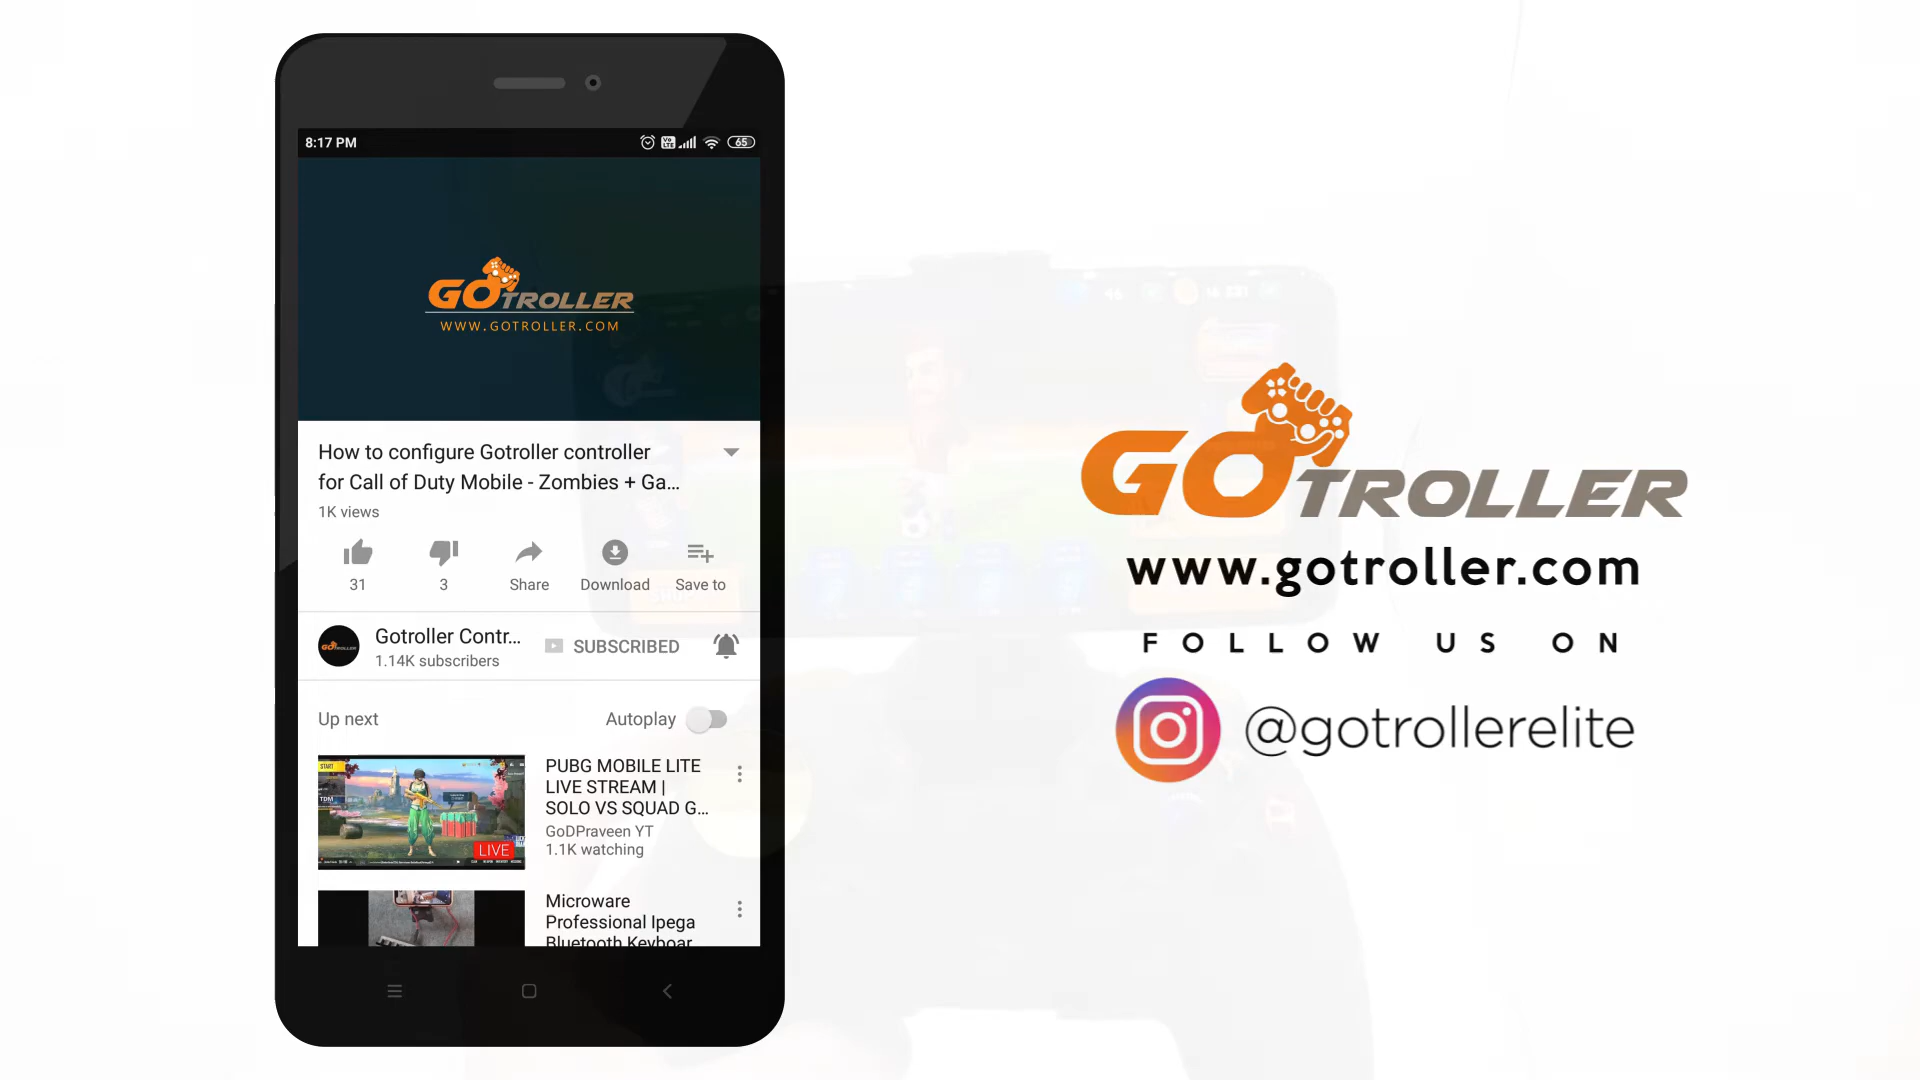 8:17 PM
65
GOTROLLER
WWW.GOTROLLER.COM
How to configure Gotroller controller
for Call of Duty Mobile - Zombies + Ga...
1K views
31
3
Share
Download
Save to
Gotroller Contr...
1.14K subscribers
SUBSCRIBED
Up next
Autoplay
START
TDM
LIVE
PUBG MOBILE LITE
LIVE STREAM |
SOLO VS SQUAD G...
GoDPraveen YT
1.1K watching
Microware
Professional Ipega
Bluetooth Keyboar
GOTROLLER
www.gotroller.com
FOLLOW US ON
@gotrollerelite